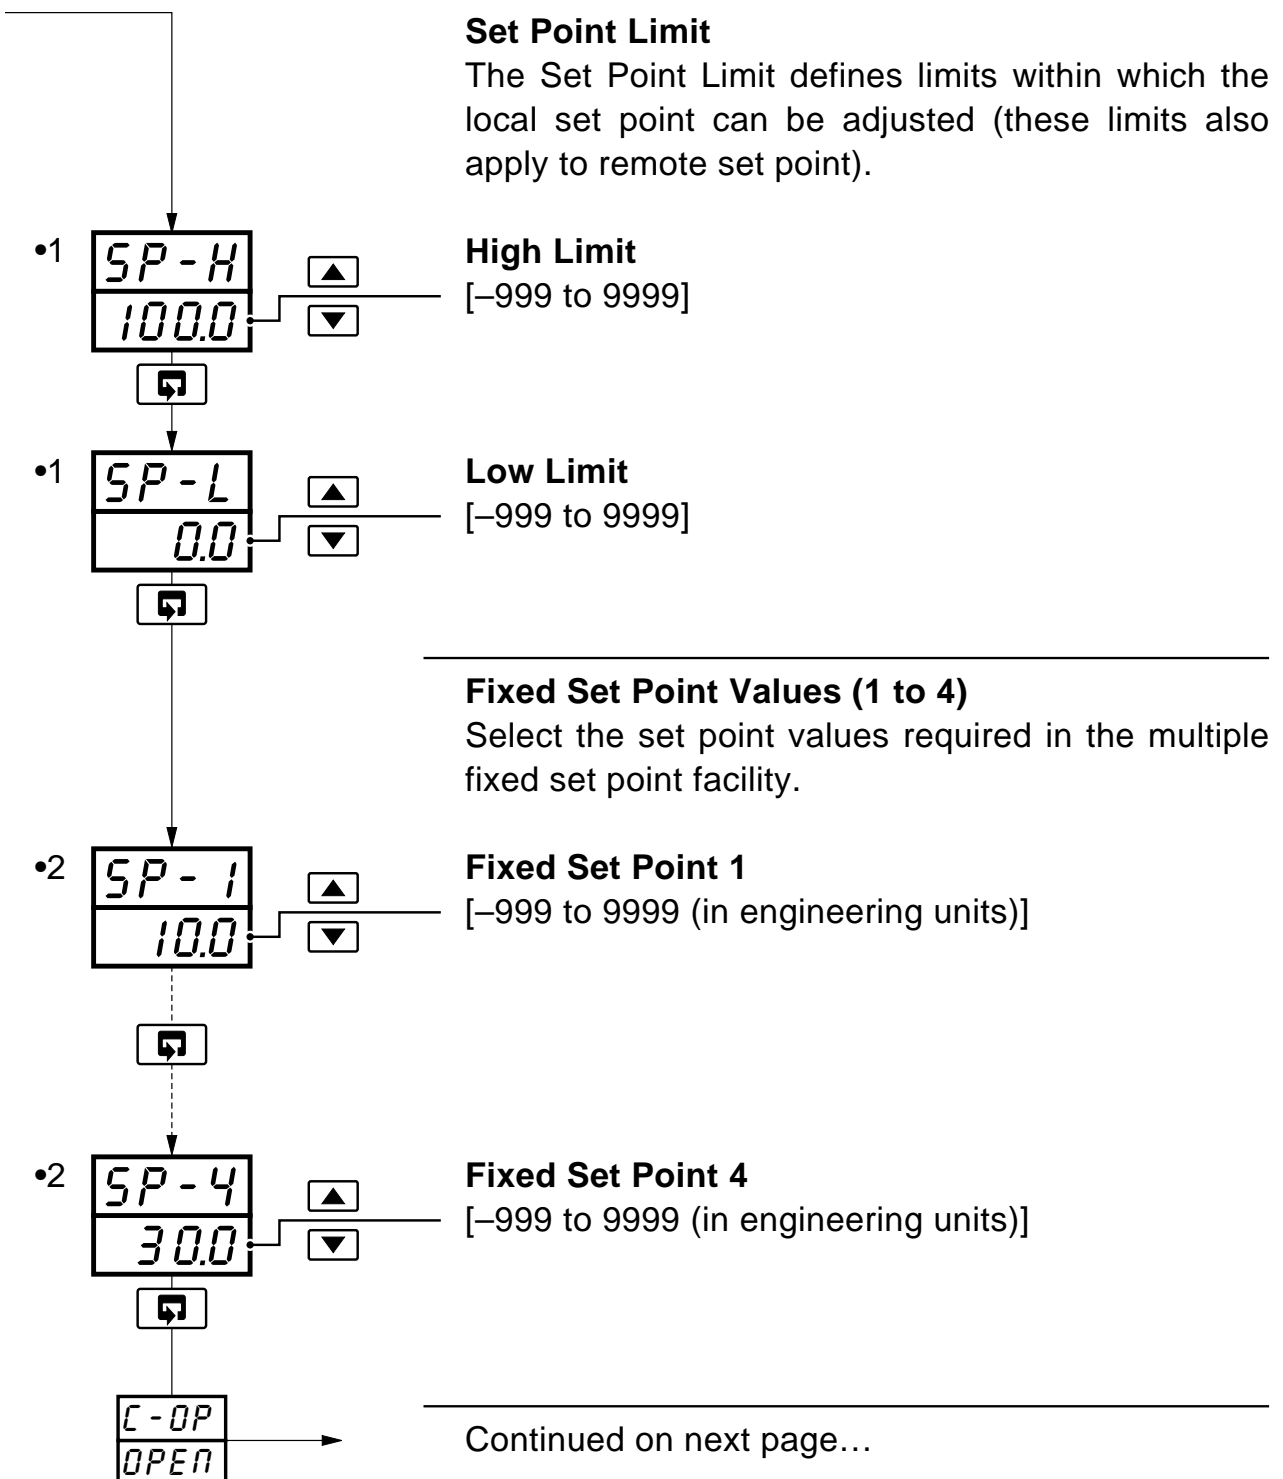 Set Point Limit
The Set Point Limit defines limits within which the
local set point can be adjusted (these limits also
apply to remote set point).
•1
SP-H
100.0
High Limit
[–999 to 9999]
•1
SP-L
0.0
Low Limit
[–999 to 9999]
Fixed Set Point Values (1 to 4)
Select the set point values required in the multiple
fixed set point facility.
•2
SP-1
10.0
Fixed Set Point 1
[–999 to 9999 (in engineering units)]
•2
SP-4
30.0
Fixed Set Point 4
[–999 to 9999 (in engineering units)]
C-OP
OPEN
Continued on next page…